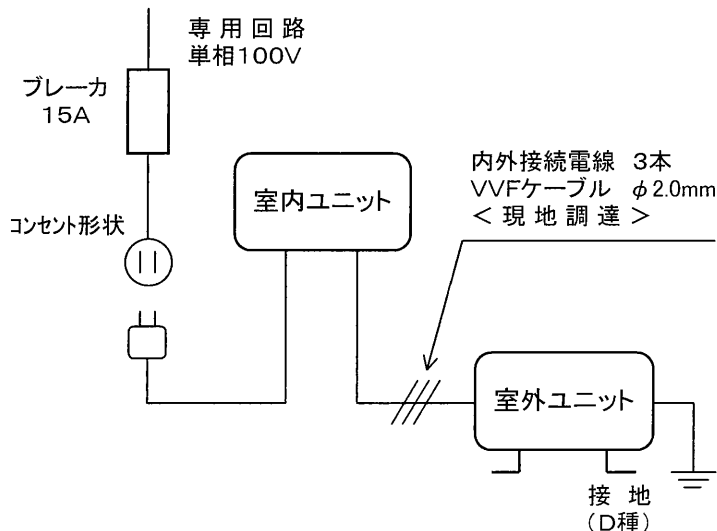 専用回路
単相100V
ブレーカ
15A
コンセント形状
室内ユニット
内外接続電線 3本
VVFケーブル φ2.0mm
＜現地調達＞
室外ユニット
接地
(D種)